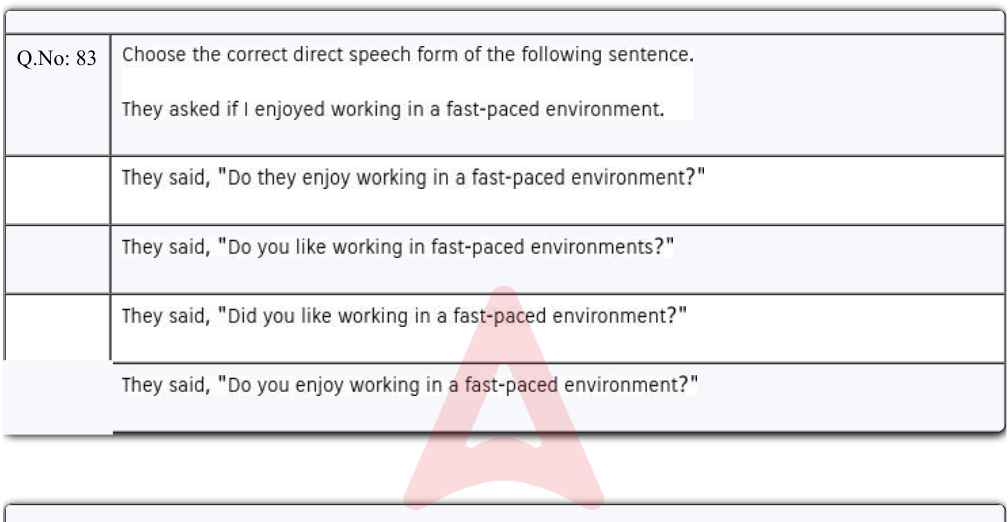 Q.No: 83
Choose the correct direct speech form of the following sentence.
They asked if I enjoyed working in a fast-paced environment.
They said, "Do they enjoy working in a fast-paced environment?"
They said, "Do you like working in fast-paced environments?"
They said, "Did you like working in a fast-paced environment?"
They said, "Do you enjoy working in a fast-paced environment?"